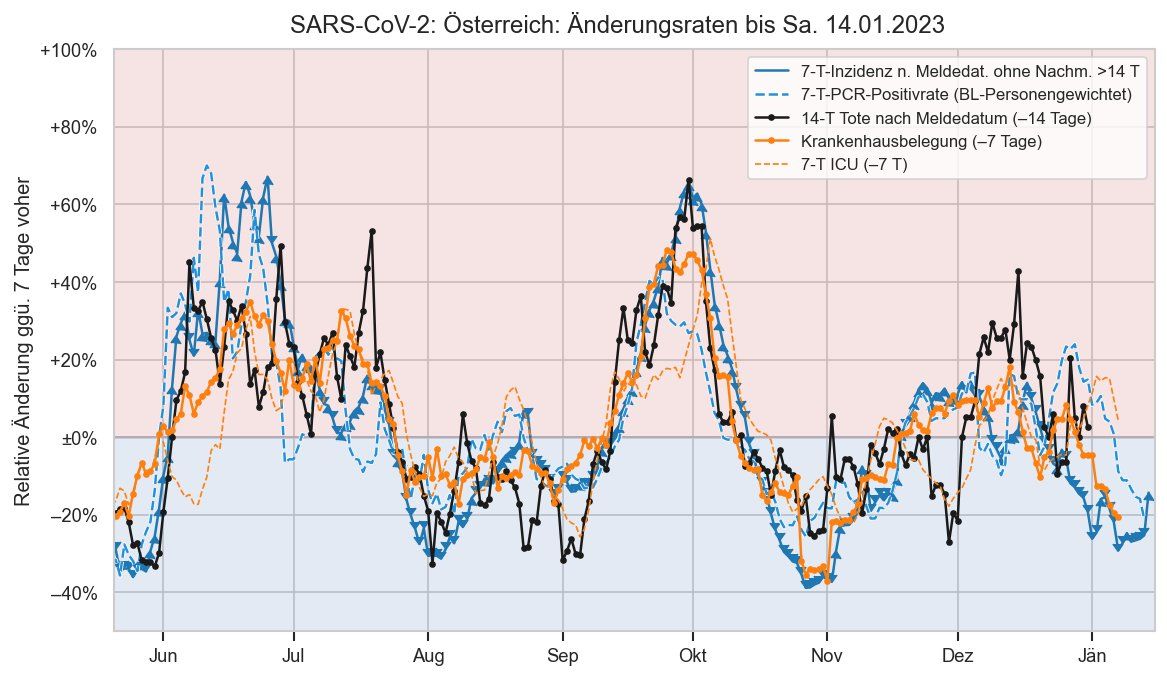 SARS-CoV-2: Österreich: Änderungsraten bis Sa. 14.01.2023
Relative Änderung ggü. 7 Tage voher
+100%
+80%
+60%
+40%
+20%
±0%
–20%
–40%
7-T-Inzidenz n. Meldedat. ohne Nachm. >14 T
7-T-PCR-Positivrate (BL-Personengewichtet)
14-T Tote nach Meldedatum (–14 Tage)
Krankenhausbelegung (–7 Tage)
7-T ICU (–7 T)
Jun Jul Aug Sep Okt Nov Dez Jän